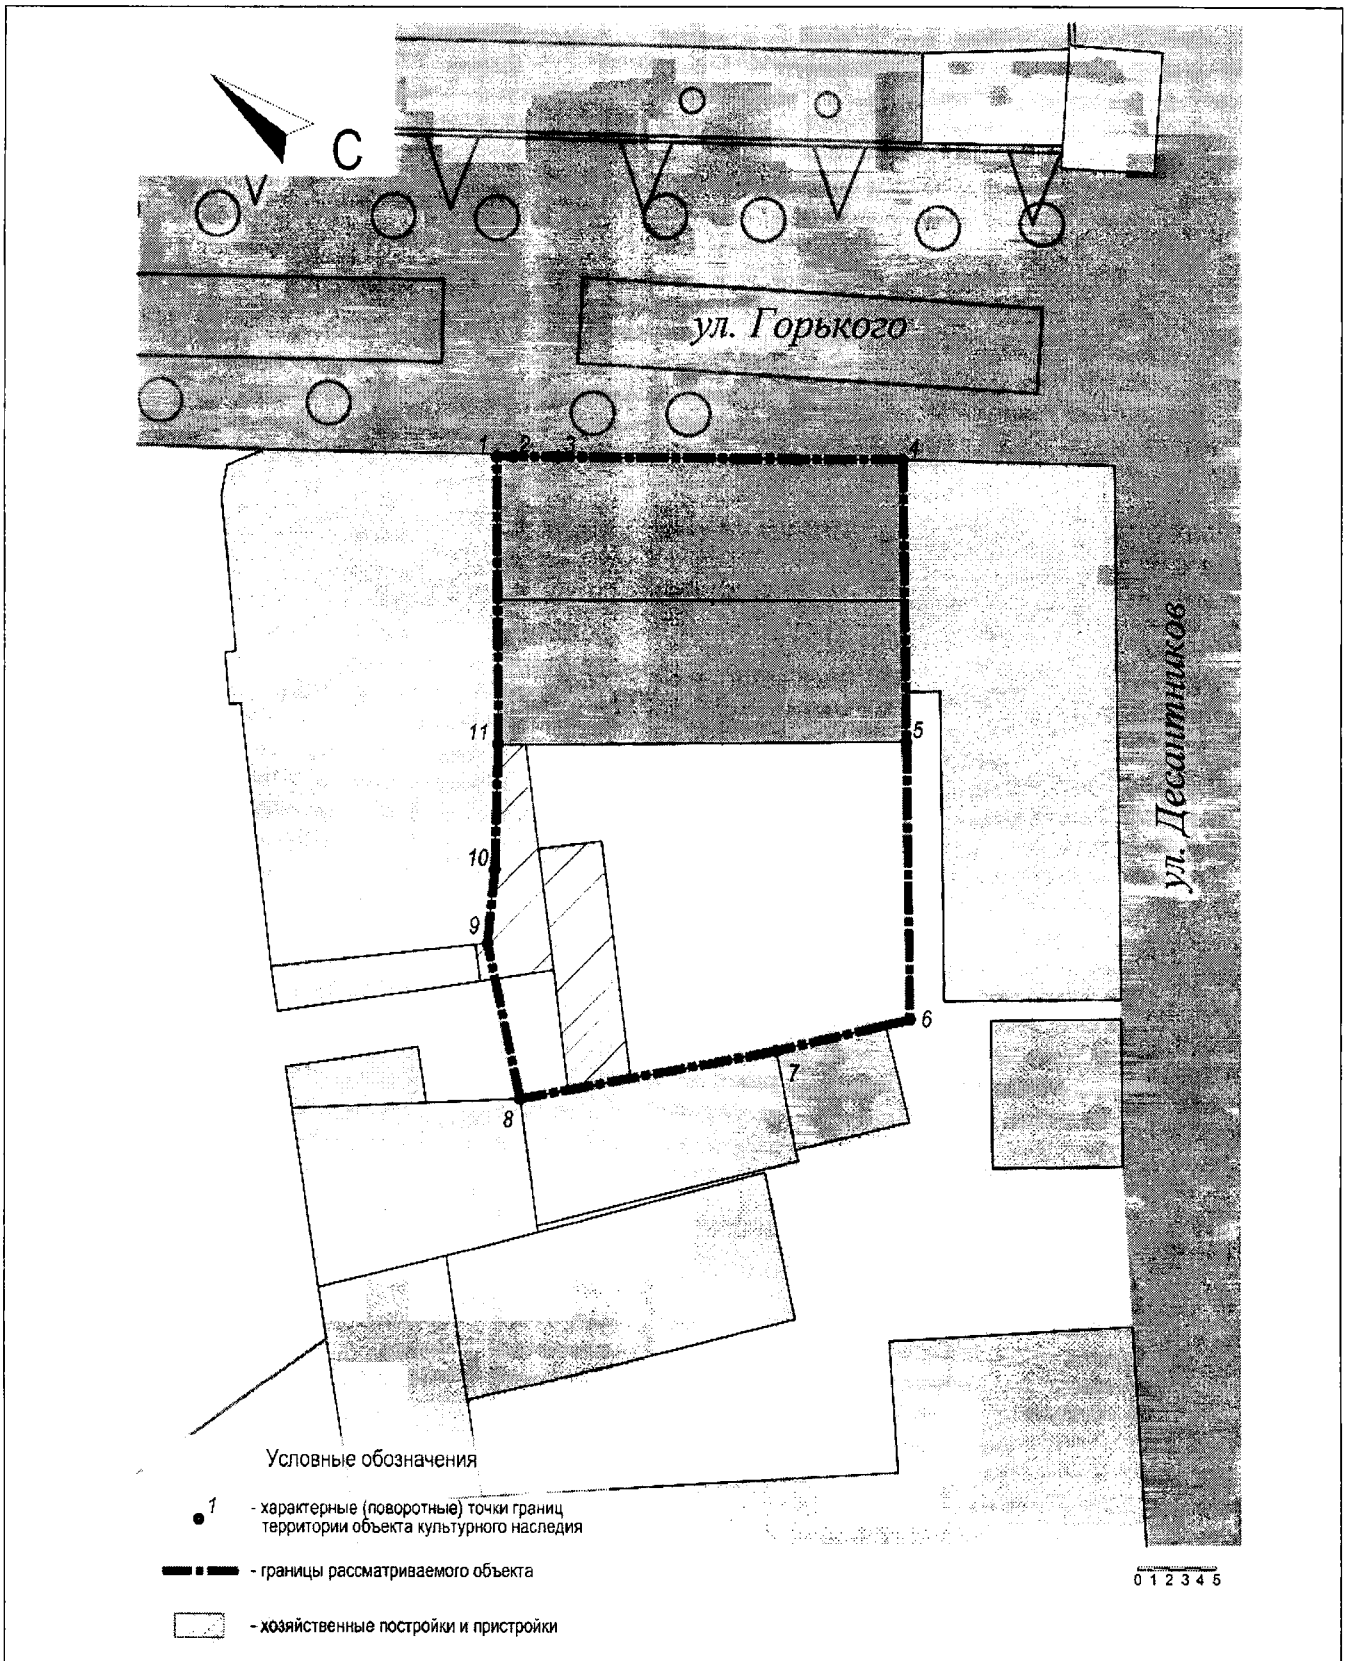 С
ул. Горького
1 2 3 4
ул. Десантников
11 5
10
9
6
7
8
Условные обозначения
1 - характерные (поворотные) точки границ
территории объекта культурного наследия
- границы рассматриваемого объекта
- хозяйственные постройки и пристройки
0 1 2 3 4 5